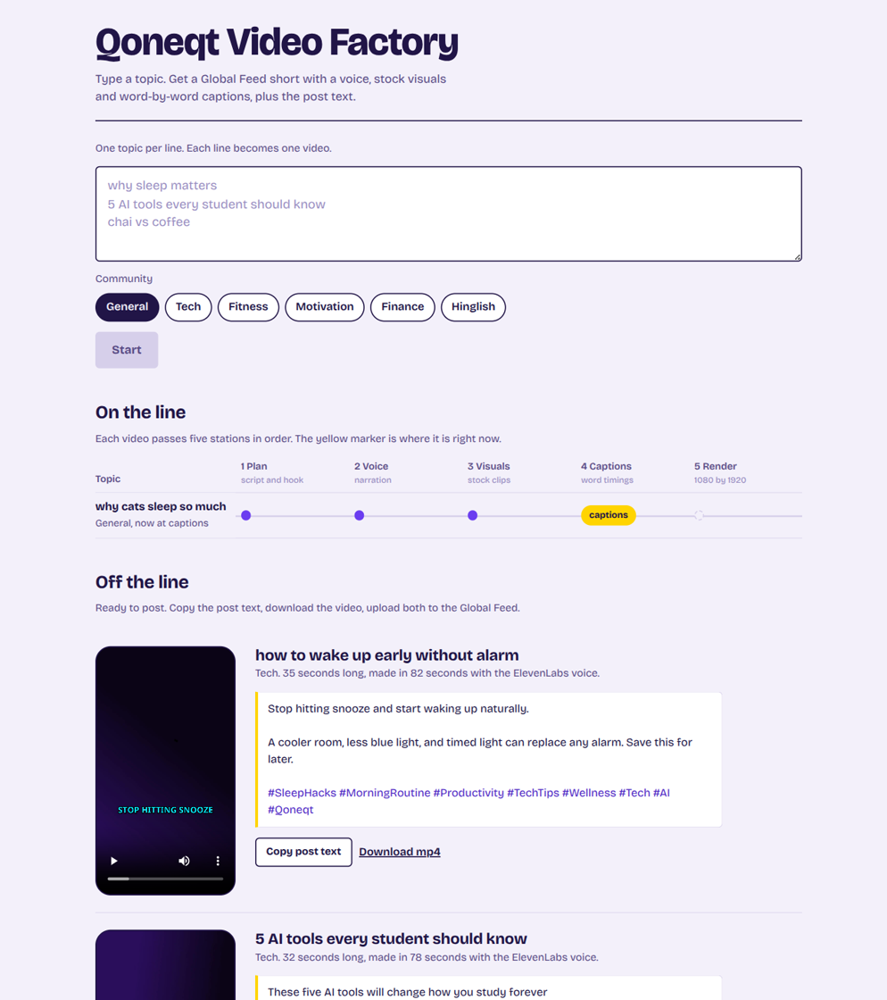 Qoneqt Video Factory
Type a topic. Get a Global Feed short with a voice, stock visuals
and word-by-word captions, plus the post text.
One topic per line. Each line becomes one video.
why sleep matters
5 AI tools every student should know
chai vs coffee
Community
General Tech Fitness Motivation Finance Hinglish
Start
On the line
Each video passes five stations in order. The yellow marker is where it is right now.
Topic
1 Plan
script and hook
2 Voice
narration
3 Visuals
stock clips
4 Captions
word timings
5 Render
1080 by 1920
why cats sleep so much
General, now at captions
captions
Off the line
Ready to post. Copy the post text, download the video, upload both to the Global Feed.
STOP HITTING SNOOZE
how to wake up early without alarm
Tech. 35 seconds long, made in 82 seconds with the ElevenLabs voice.
Stop hitting snooze and start waking up naturally.
A cooler room, less blue light, and timed light can replace any alarm. Save this for
later.
#SleepHacks #MorningRoutine #Productivity #TechTips #Wellness #Tech #AI
#Qoneqt
Copy post text Download mp4
5 AI tools every student should know
Tech. 32 seconds long, made in 78 seconds with the ElevenLabs voice.
These five AI tools will change how you study forever